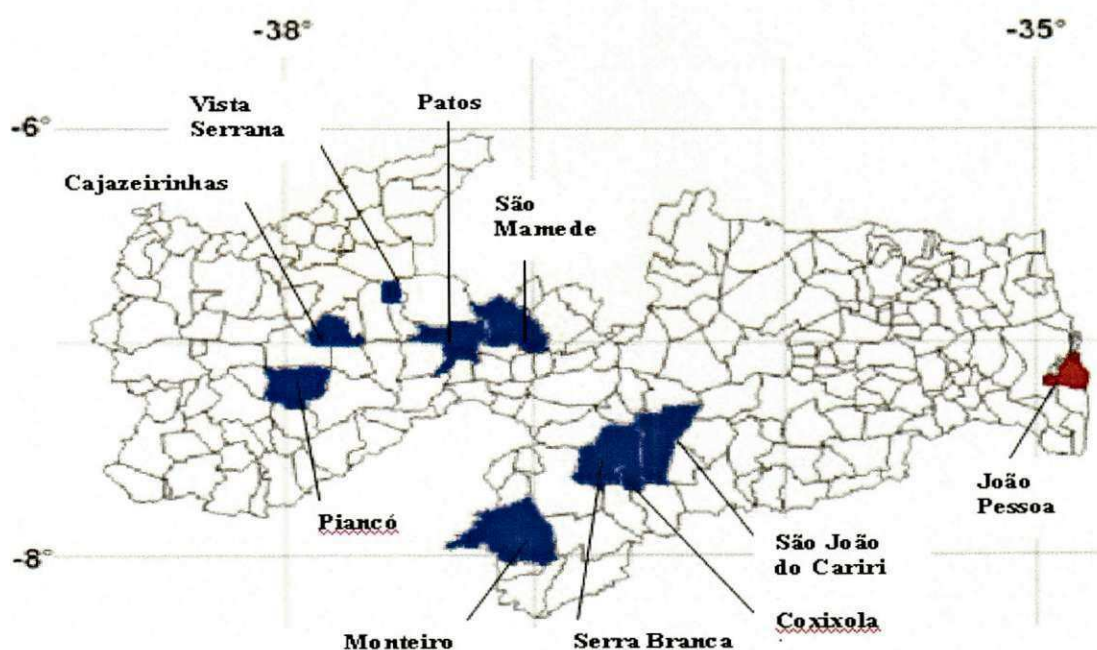 -38°
-35°
-6°
Vista
Serrana
Patos
Cajazeirinhas
São
Mamede
João
Pessoa
Piancó
-8°
São João
do Cariri
Coxixola
Monteiro
Serra Branca